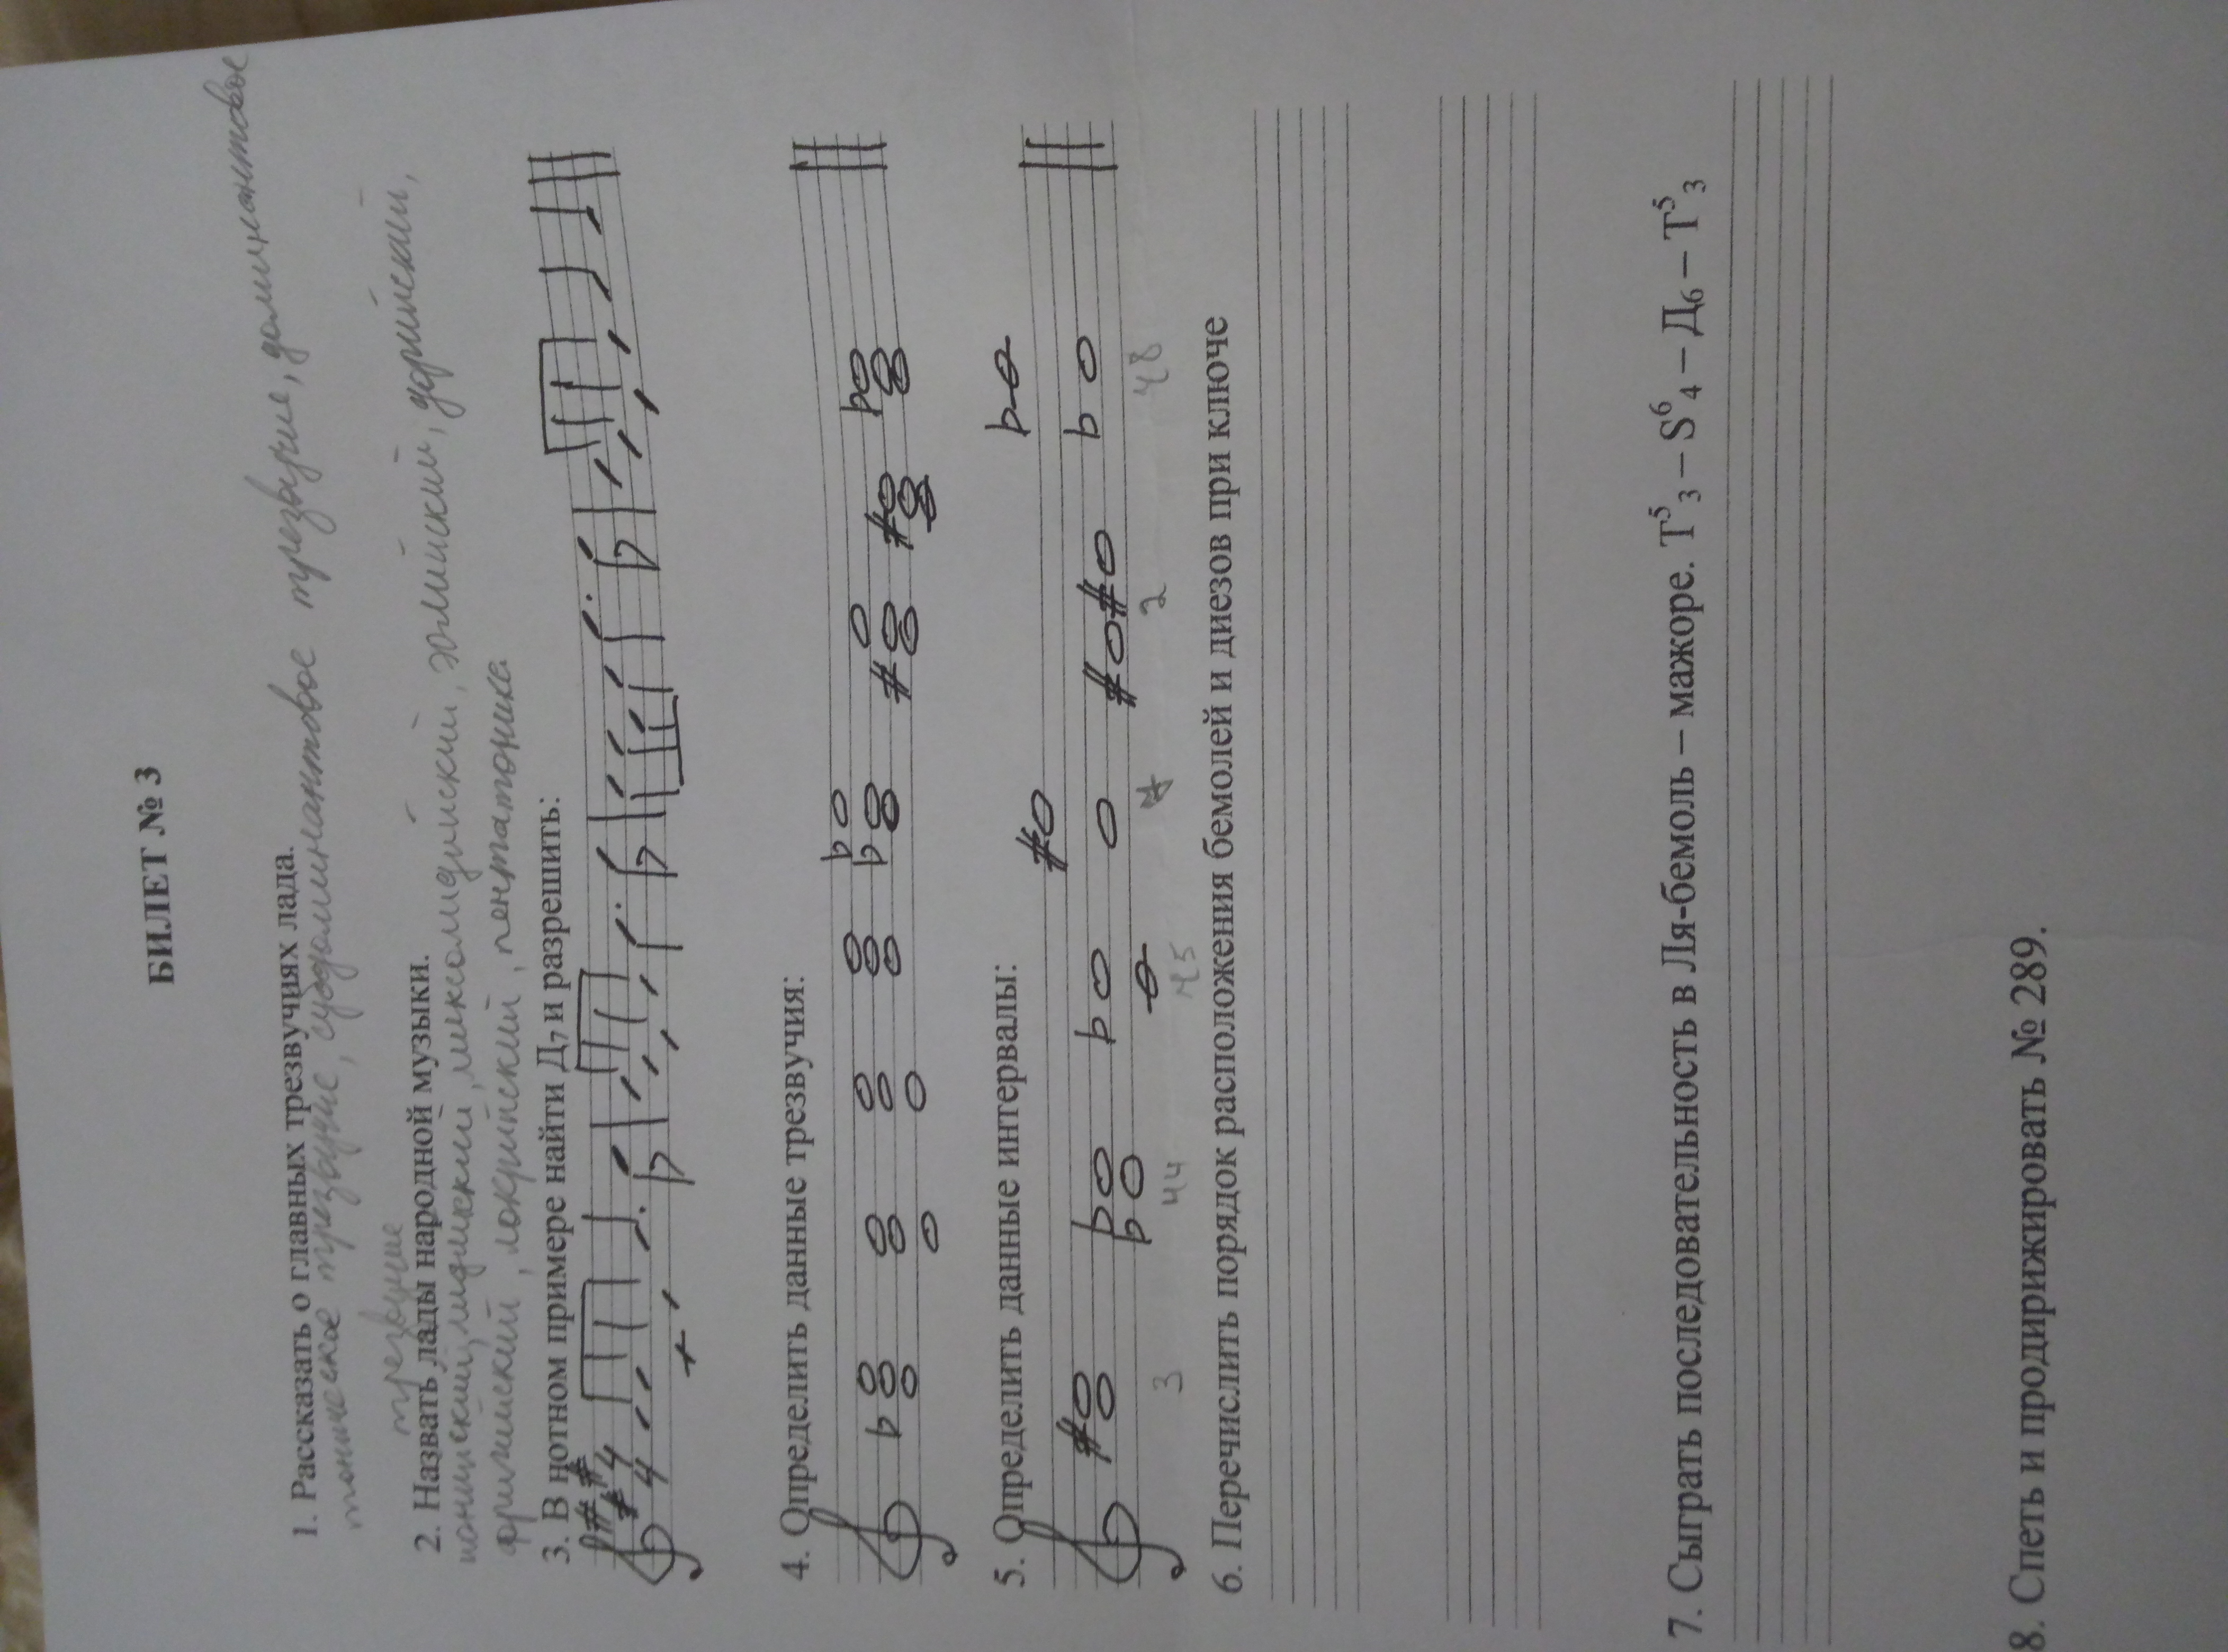 БИЛЕТ № 3
1. Рассказать о главных трезвучиях лада.
тоническое трезвучие, субдоминантовое трезвучие, доминантовое
трезвучие
2. Назвать лады народной музыки.
ионийский, лидийский, миксолидийский, эолийский, дорийский,
фригийский, локрийский, пентатоника
3. В нотном примере найти Д7 и разрешить:
4 4
4. Определить данные трезвучия:
5. Определить данные интервалы:
3 ч4 ч5 2 ч8
6. Перечислить порядок расположения бемолей и диезов при ключе
7. Сыграть последовательность в Ля-бемоль – мажоре. Т⁵₃ – S⁶₄ – Д₆ – Т⁵₃
8. Спеть и продирижировать № 289.